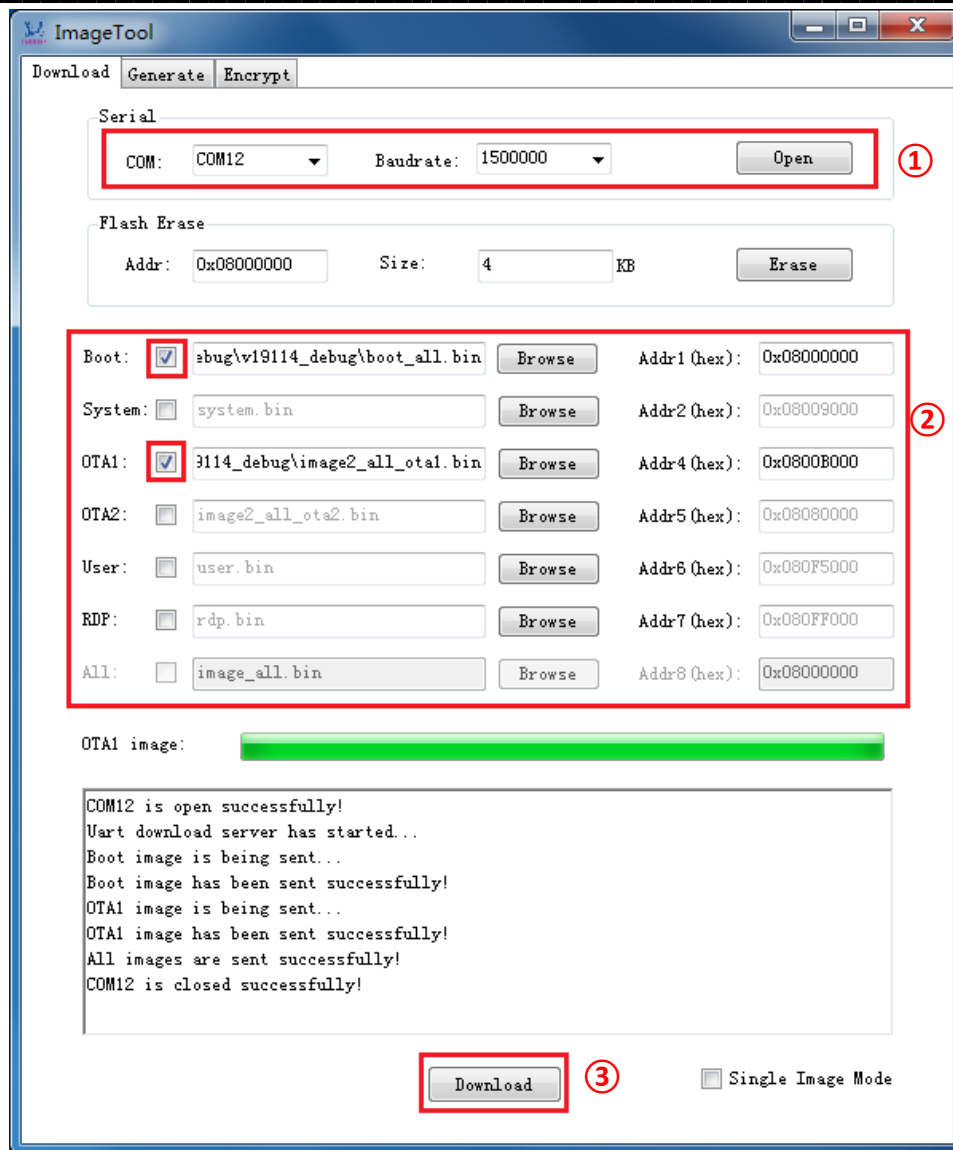 ImageTool
Download Generate Encrypt
Serial
COM: COM12 Baudrate: 1500000 Open ①
Flash Erase
Addr: 0x08000000 Size: 4 KB Erase
Boot: ebug\v19114_debug\boot_all.bin Browse Addr1(hex): 0x08000000
System: system.bin Browse Addr2(hex): 0x08009000
②
OTA1: 9114_debug\image2_all_ota1.bin Browse Addr4(hex): 0x0800B000
OTA2: image2_all_ota2.bin Browse Addr5(hex): 0x08080000
User: user.bin Browse Addr6(hex): 0x080F5000
RDP: rdp.bin Browse Addr7(hex): 0x080FF000
All: image_all.bin Browse Addr8(hex): 0x08000000
OTA1 image:
COM12 is open successfully!
Uart download server has started...
Boot image is being sent...
Boot image has been sent successfully!
OTA1 image is being sent...
OTA1 image has been sent successfully!
All images are sent successfully!
COM12 is closed successfully!
Download ③ Single Image Mode